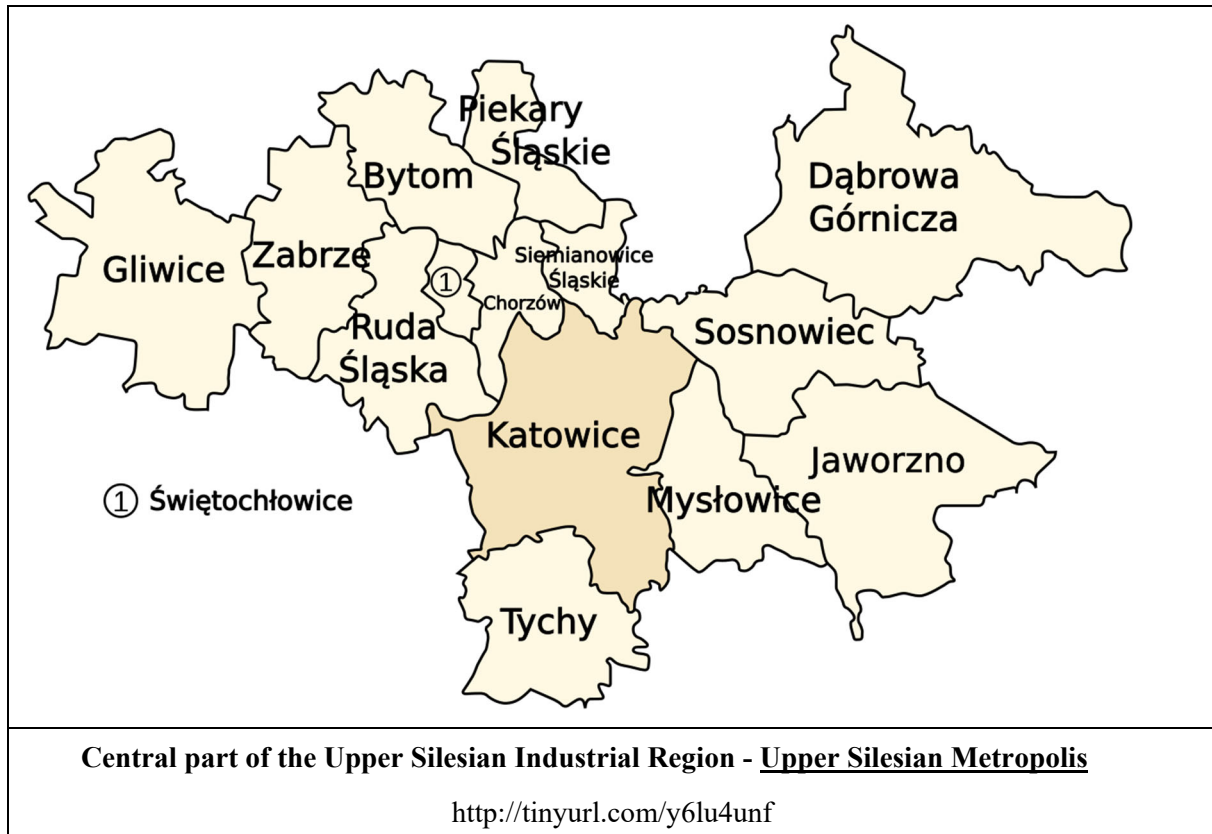 Piekary
Śląskie
Bytom
Dąbrowa
Górnicza
Gliwice
Zabrze
Siemianowice
Śląskie
①
Chorzów
Ruda
Śląska
Sosnowiec
Katowice
Jaworzno
Mysłowice
① Świętochłowice
Tychy
Central part of the Upper Silesian Industrial Region - Upper Silesian Metropolis
http://tinyurl.com/y6lu4unf